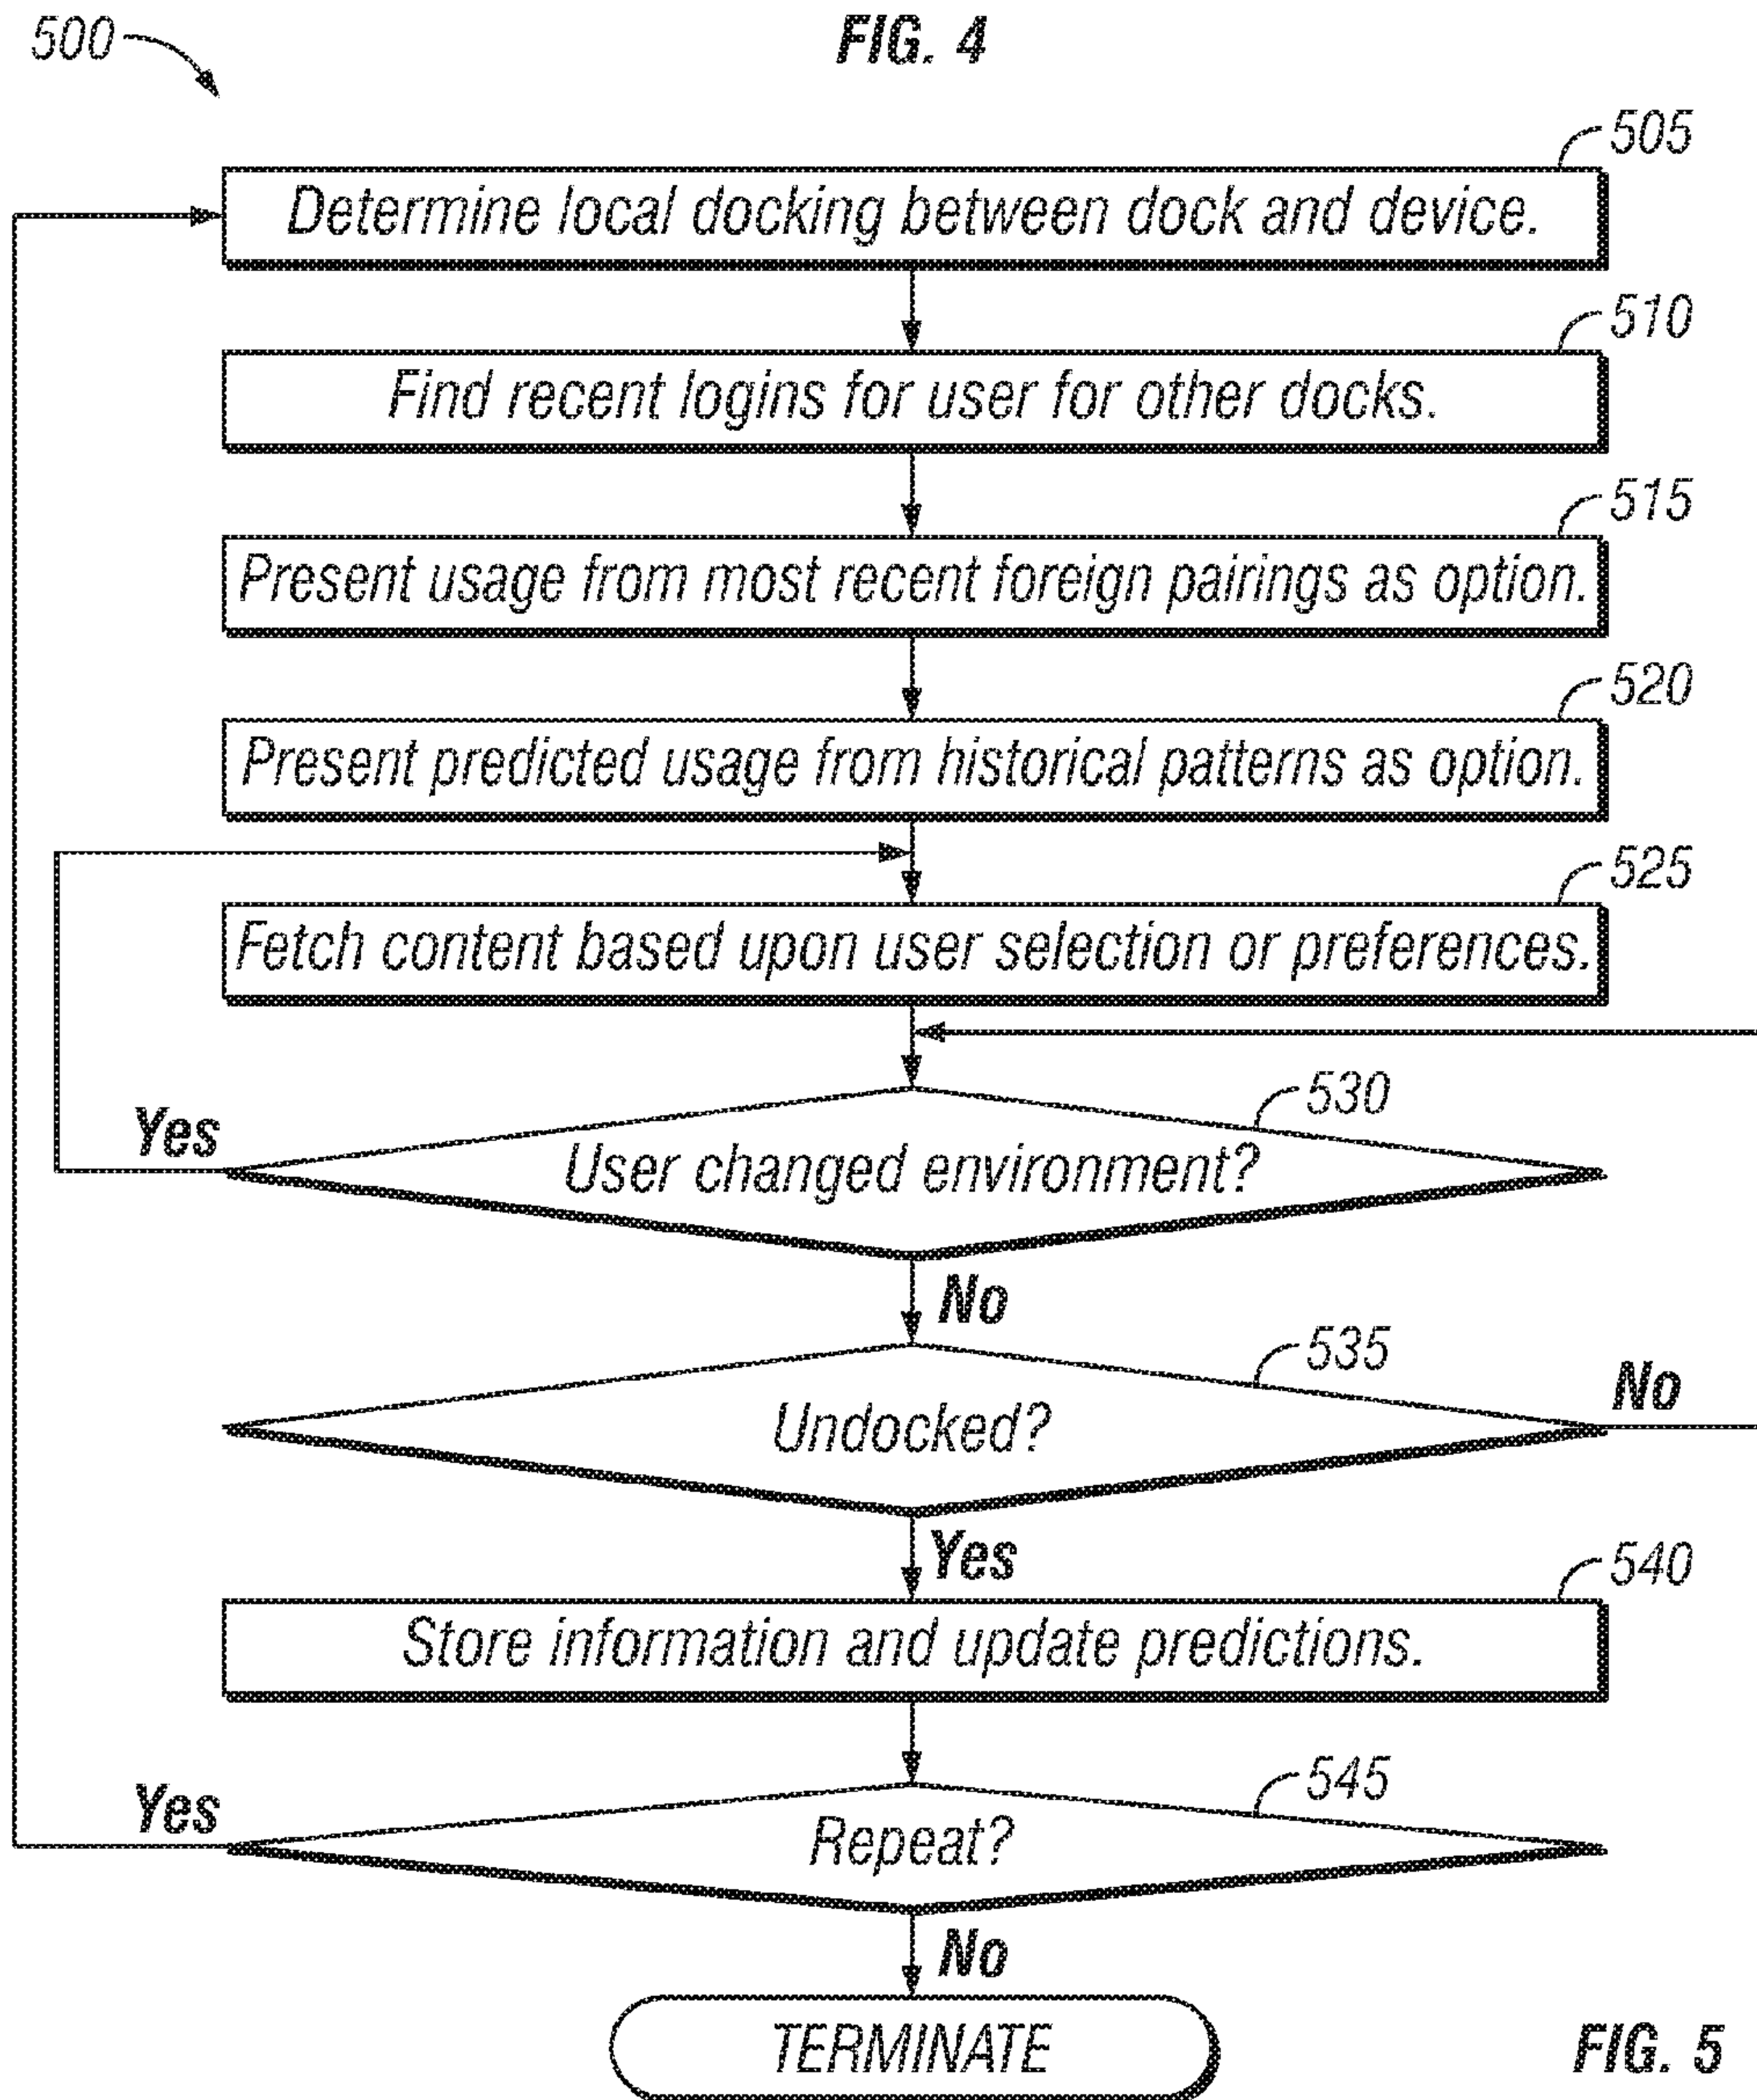 500
FIG. 4
505
Determine local docking between dock and device.
510
Find recent logins for user for other docks.
515
Present usage from most recent foreign pairings as option.
520
Present predicted usage from historical patterns as option.
525
Fetch content based upon user selection or preferences.
530
Yes
User changed environment?
No
535
No
Undocked?
Yes
540
Store information and update predictions.
545
Yes
Repeat?
No
TERMINATE
FIG. 5